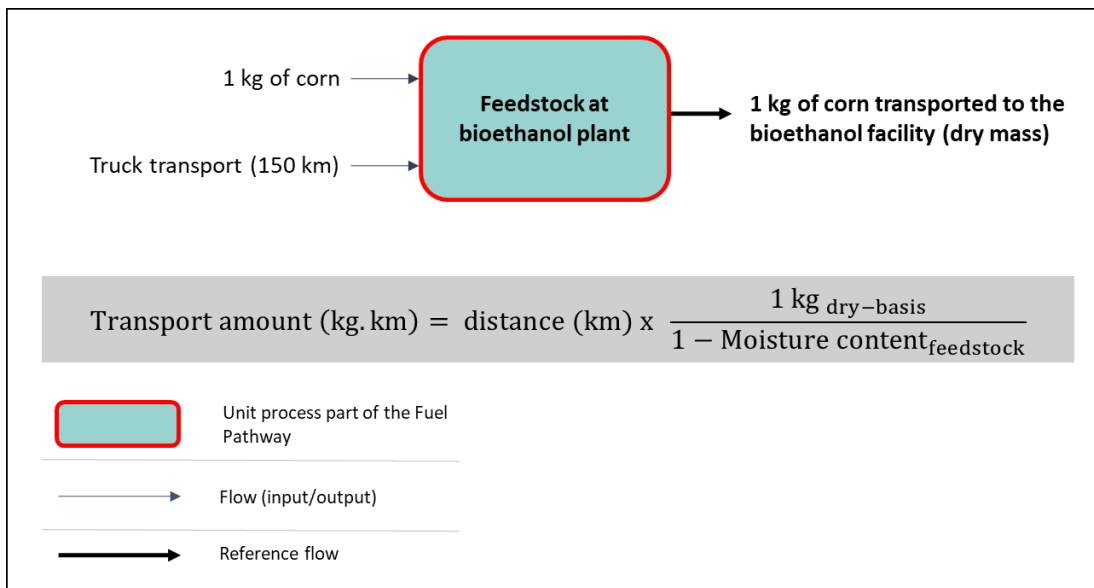 1 kg of corn
Truck transport (150 km)
Feedstock at
bioethanol plant
1 kg of corn transported to the
bioethanol facility (dry mass)
Transport amount (kg. km) = distance (km) x 1 kg dry−basis / 1 − Moisture content feedstock
Unit process part of the Fuel
Pathway
Flow (input/output)
Reference flow